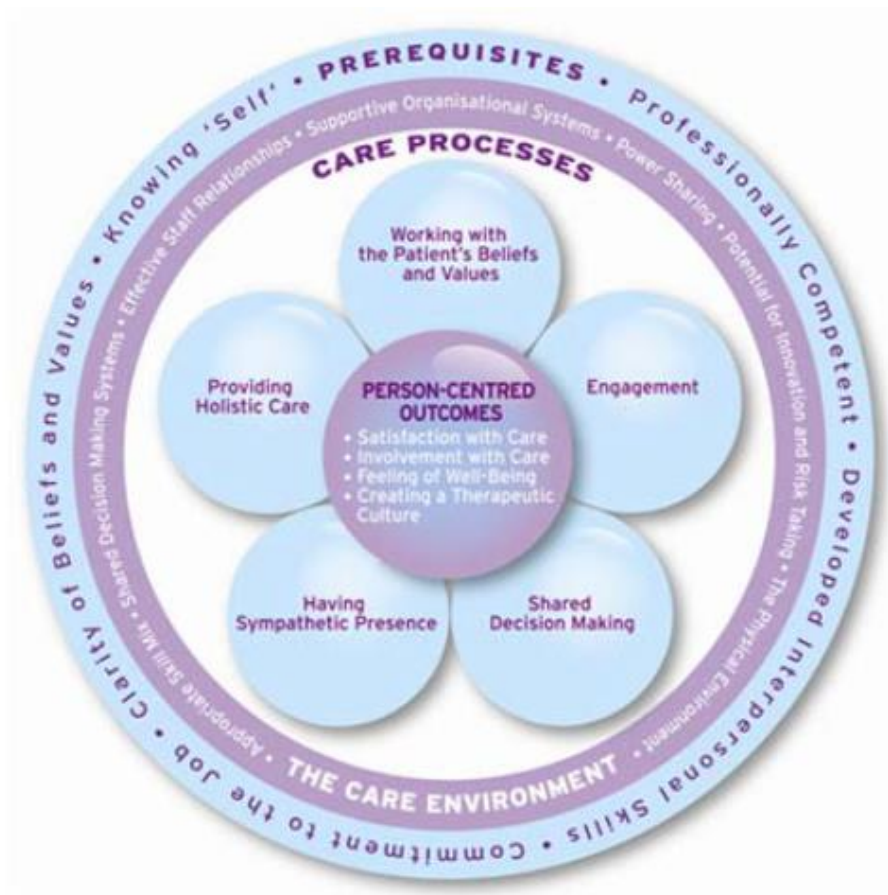 • PREREQUISITES • Professionally Competent • Developed Interpersonal Skills • Commitment to the Job • Clarity of Beliefs and Values • Knowing 'Self'
THE CARE ENVIRONMENT • Appropriate Skill Mix • Shared Decision Making Systems • Effective Staff Relationships • Supportive Organisational Systems • Power Sharing • Potential for Innovation and Risk Taking • The Physical Environment •
CARE PROCESSES
Working with
the Patient's Beliefs
and Values
Engagement
Shared
Decision Making
Having
Sympathetic Presence
Providing
Holistic Care
PERSON-CENTRED
OUTCOMES
• Satisfaction with Care
• Involvement with Care
• Feeling of Well-Being
• Creating a Therapeutic
Culture